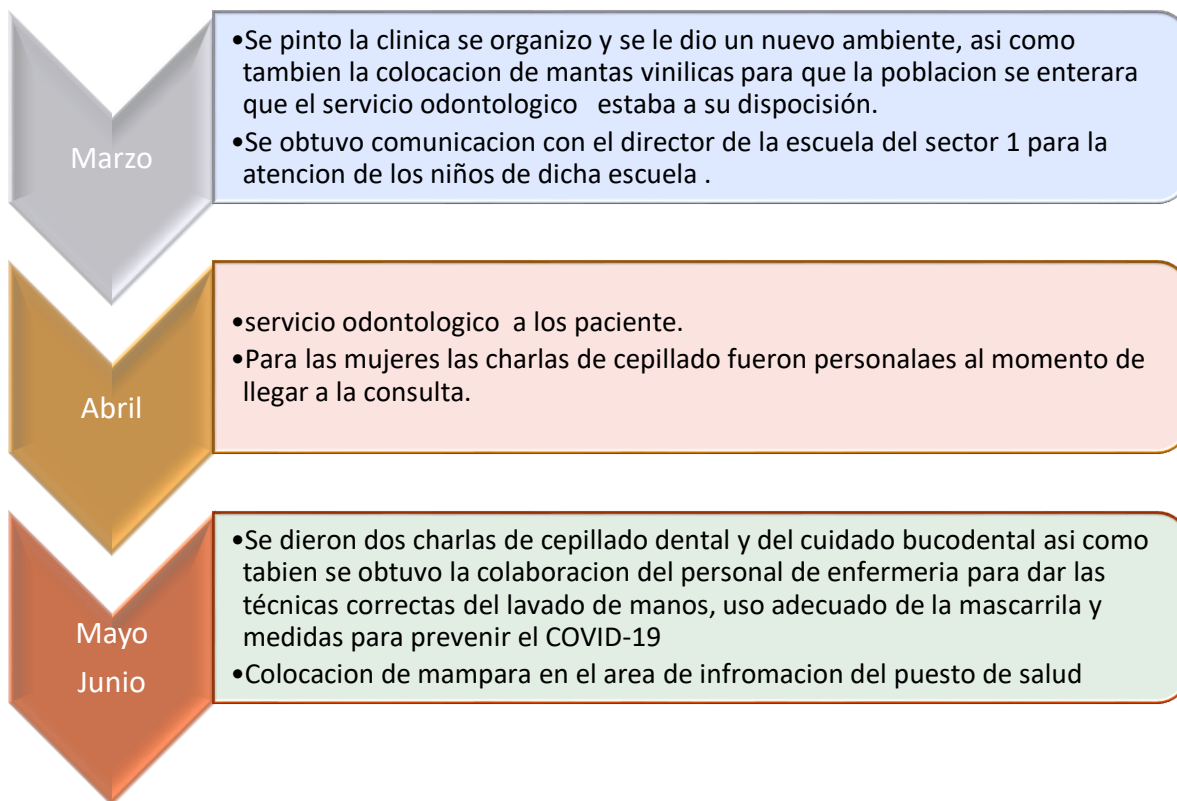 Marzo
•Se pinto la clinica se organizo y se le dio un nuevo ambiente, asi como
tambien la colocacion de mantas vinilicas para que la poblacion se enterara
que el servicio odontologico estaba a su dispocisión.
•Se obtuvo comunicacion con el director de la escuela del sector 1 para la
atencion de los niños de dicha escuela .
Abril
•servicio odontologico a los paciente.
•Para las mujeres las charlas de cepillado fueron personalaes al momento de
llegar a la consulta.
Mayo
Junio
•Se dieron dos charlas de cepillado dental y del cuidado bucodental asi como
tabien se obtuvo la colaboracion del personal de enfermeria para dar las
técnicas correctas del lavado de manos, uso adecuado de la mascarrila y
medidas para prevenir el COVID-19
•Colocacion de mampara en el area de infromacion del puesto de salud